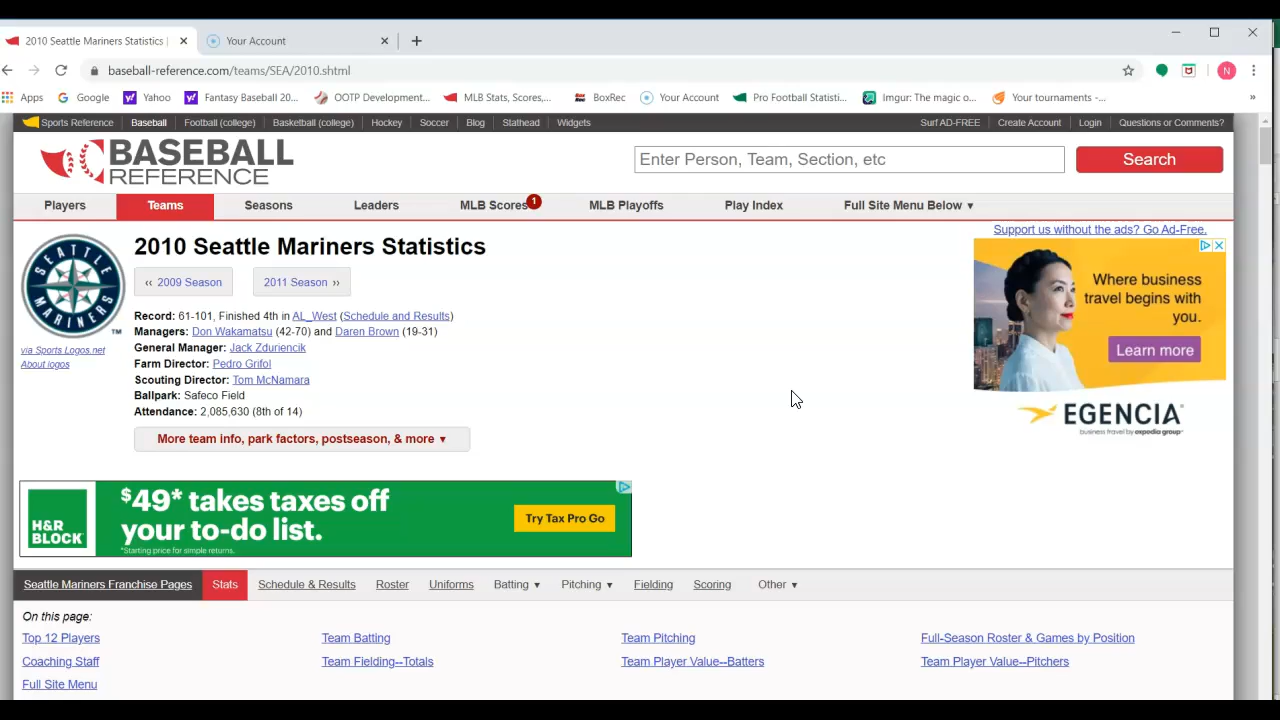 2010 Seattle Mariners Statistics |
Your Account
baseball-reference.com/teams/SEA/2010.shtml
N
Apps Google Yahoo Fantasy Baseball 20... OOTP Development... MLB Stats, Scores,... BoxRec Your Account Pro Football Statisti... Imgur: The magic o... Your tournaments -... »
Sports Reference Baseball Football (college) Basketball (college) Hockey Soccer Blog Stathead Widgets Surf AD-FREE Create Account Login Questions or Comments?
BASEBALL
REFERENCE
Enter Person, Team, Section, etc
Search
Players Teams Seasons Leaders MLB Scores 1 MLB Playoffs Play Index Full Site Menu Below ▼
Support us without the ads? Go Ad-Free.
SEATTLE
MARINERS
TM
via Sports Logos.net
About logos
2010 Seattle Mariners Statistics
‹‹ 2009 Season 2011 Season ››
Record: 61-101, Finished 4th in AL_West (Schedule and Results)
Managers: Don Wakamatsu (42-70) and Daren Brown (19-31)
General Manager: Jack Zduriencik
Farm Director: Pedro Grifol
Scouting Director: Tom McNamara
Ballpark: Safeco Field
Attendance: 2,085,630 (8th of 14)
More team info, park factors, postseason, & more ▼
Where business
travel begins with
you.
Learn more
EGENCIA
business travel by expedia group
H&R
BLOCK
$49* takes taxes off
your to-do list.
*Starting price for simple returns.
Try Tax Pro Go
Seattle Mariners Franchise Pages Stats Schedule & Results Roster Uniforms Batting ▼ Pitching ▼ Fielding Scoring Other ▼
On this page:
Top 12 Players Team Batting Team Pitching Full-Season Roster & Games by Position
Coaching Staff Team Fielding--Totals Team Player Value--Batters Team Player Value--Pitchers
Full Site Menu